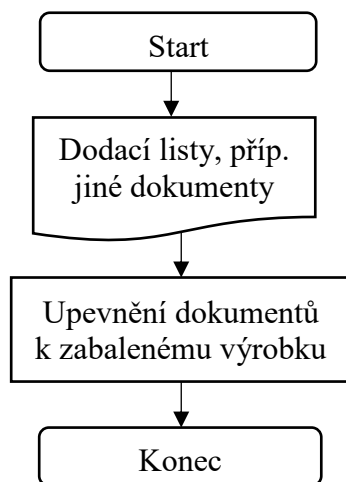 Start
Dodací listy, příp.
jiné dokumenty
Upevnění dokumentů
k zabalenému výrobku
Konec